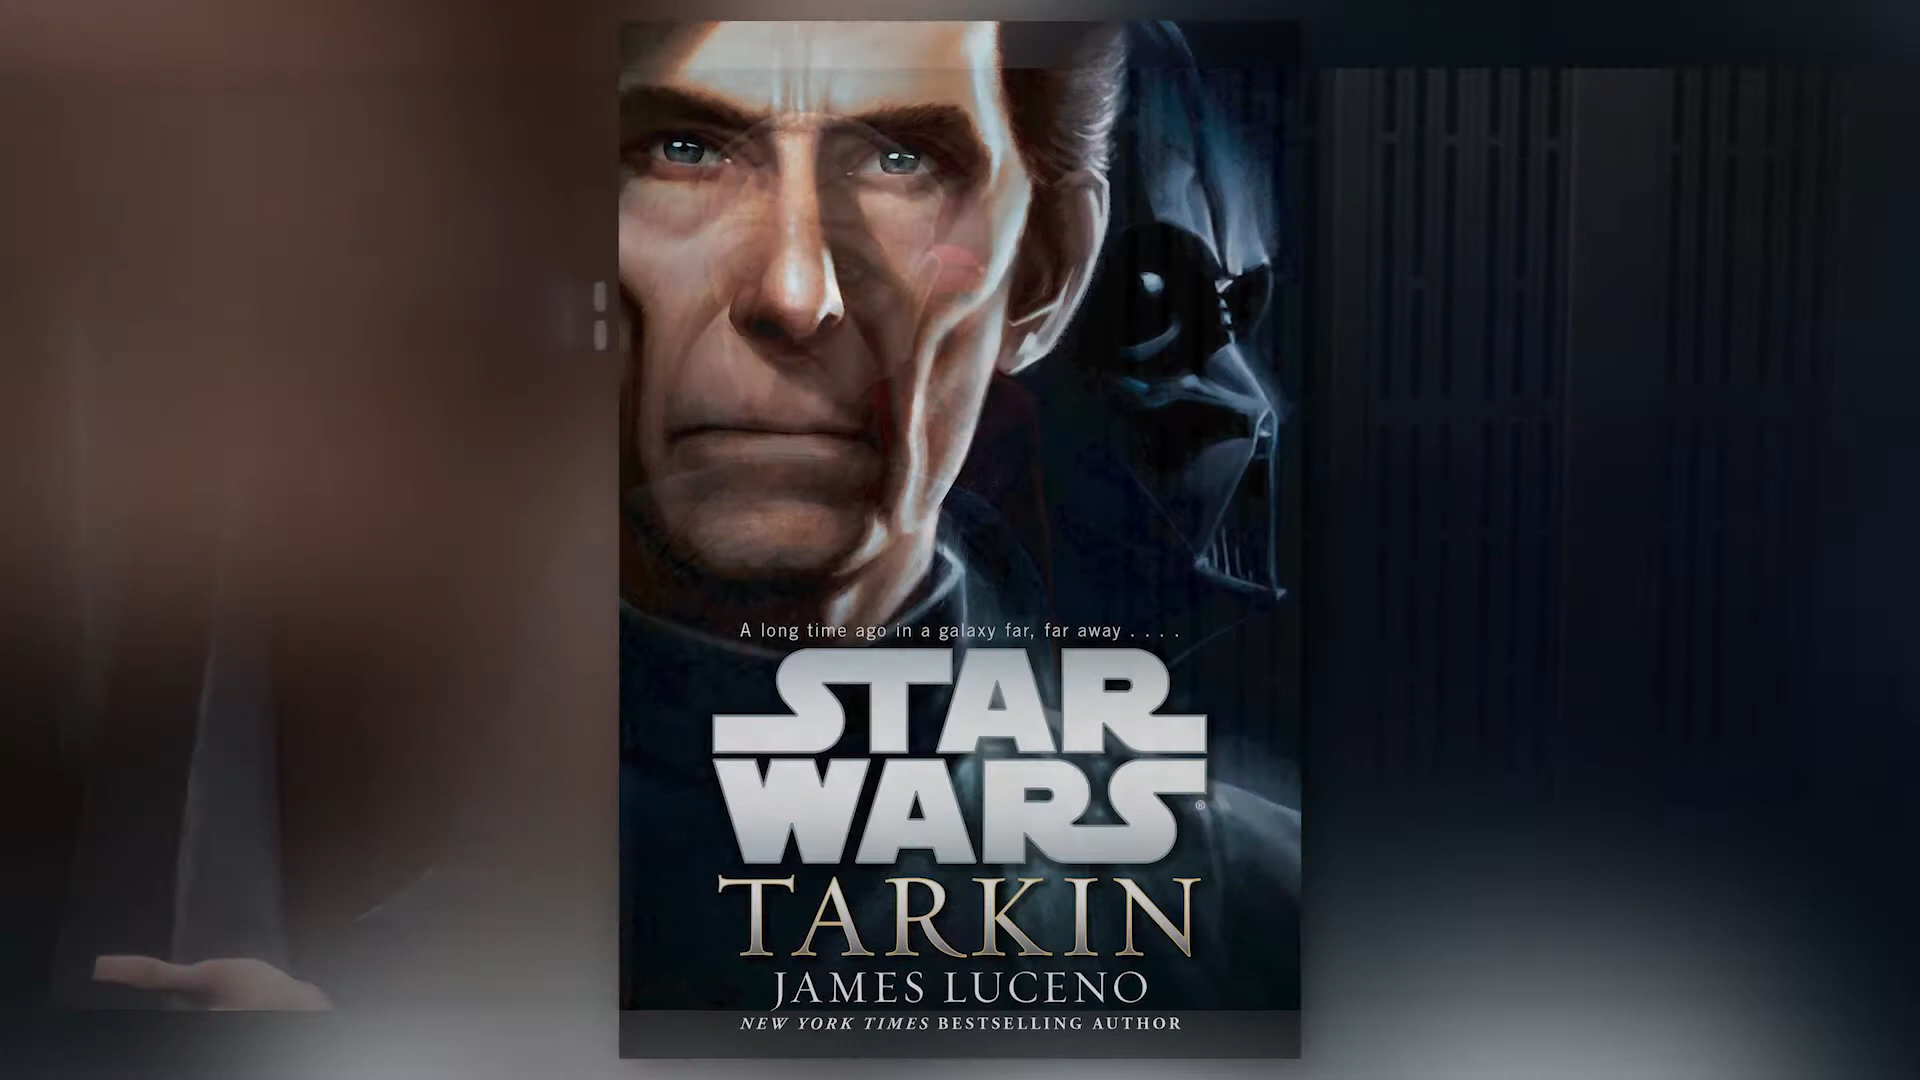 A long time ago in a galaxy far, far away . . . .
STAR
WARS®
TARKIN
JAMES LUCENO
NEW YORK TIMES BESTSELLING AUTHOR